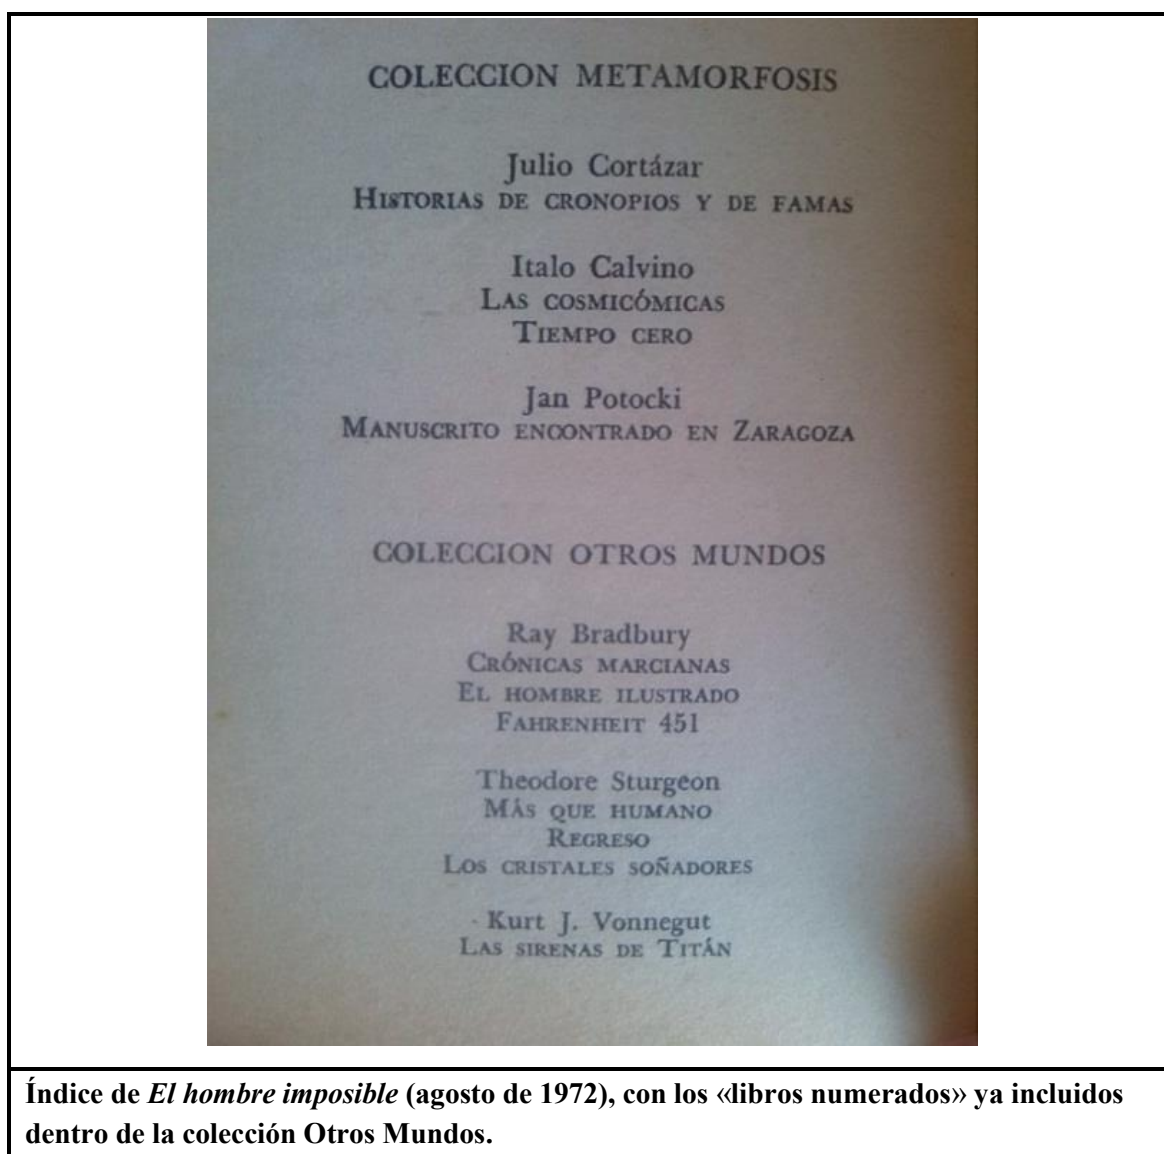 COLECCION METAMORFOSIS
Julio Cortázar
HISTORIAS DE CRONOPIOS Y DE FAMAS
Italo Calvino
LAS COSMICÓMICAS
TIEMPO CERO
Jan Potocki
MANUSCRITO ENCONTRADO EN ZARAGOZA
COLECCION OTROS MUNDOS
Ray Bradbury
CRÓNICAS MARCIANAS
EL HOMBRE ILUSTRADO
FAHRENHEIT 451
Theodore Sturgeon
MÁS QUE HUMANO
REGRESO
LOS CRISTALES SOÑADORES
Kurt J. Vonnegut
LAS SIRENAS DE TITÁN
Índice de El hombre imposible (agosto de 1972), con los «libros numerados» ya incluidos
dentro de la colección Otros Mundos.